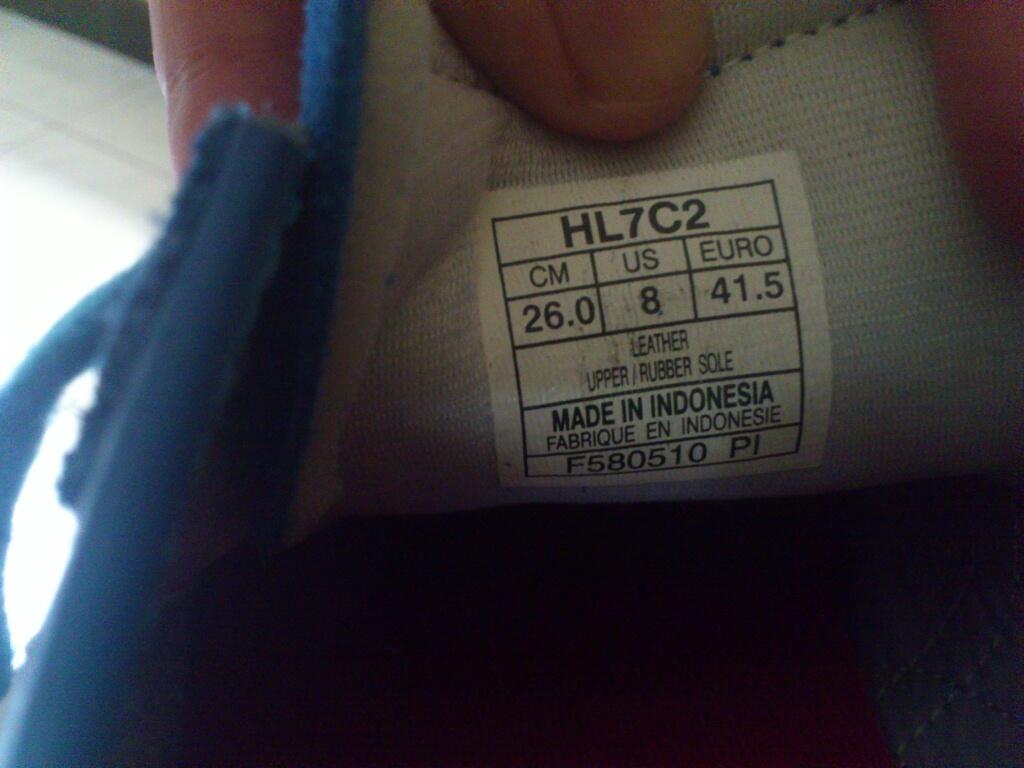 HL7C2
CM US EURO
26.0 8 41.5
LEATHER
UPPER / RUBBER SOLE
MADE IN INDONESIA
FABRIQUE EN INDONESIE
F580510 PI